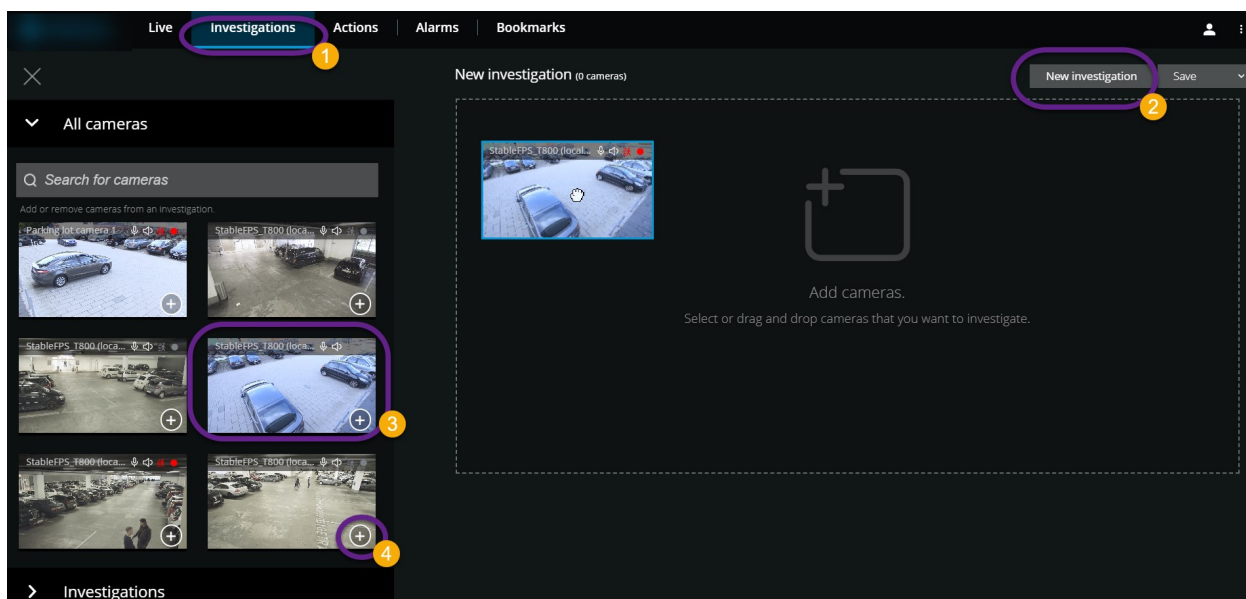 Live Investigations Actions Alarms Bookmarks
1
New investigation (0 cameras)
New investigation Save
2
All cameras
Search for cameras
Add or remove cameras from an investigation.
Parking lot camera 1
StableFPS_T800 (loca...
StableFPS_T800 (loca...
StableFPS_T800 (loca...
3
StableFPS_T800 (loca...
StableFPS_T800 (loca...
4
Investigations
StableFPS_T800 (local...
Add cameras.
Select or drag and drop cameras that you want to investigate.